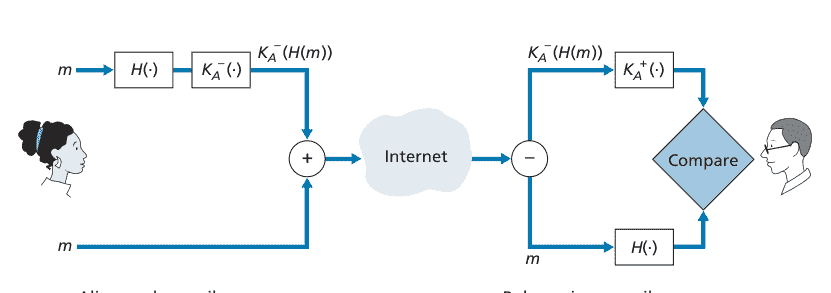 m
H(·)
K_A^-(·)
K_A^-(H(m))
+
m
Internet
−
K_A^-(H(m))
K_A^+(·)
Compare
m
H(·)